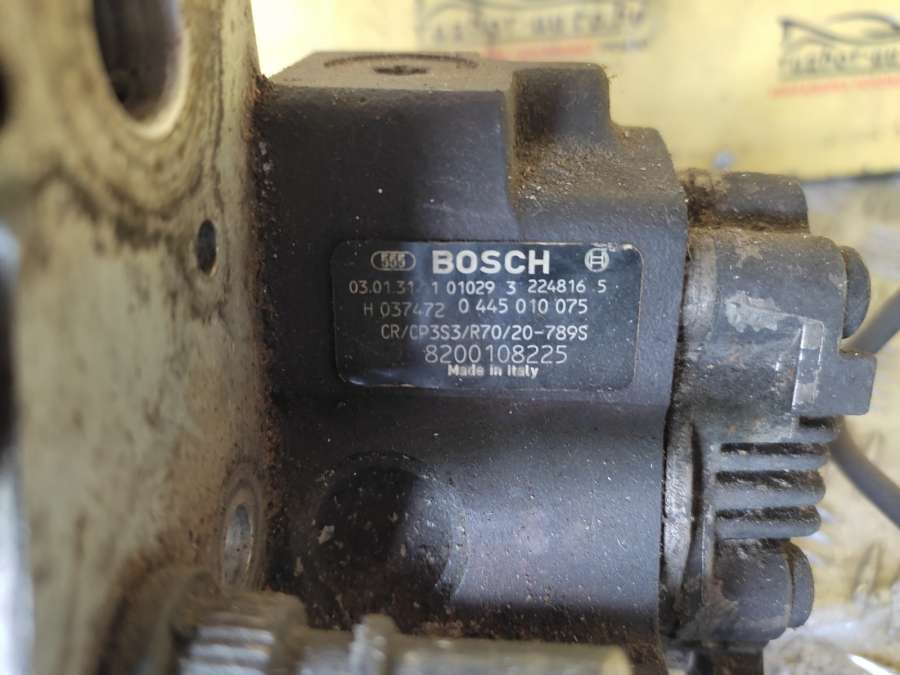 555 BOSCH
03.01.31 1 01029 3 224816 5
H 037472 0 445 010 075
CR/CP3S3/R70/20-789S
8200108225
Made in Italy